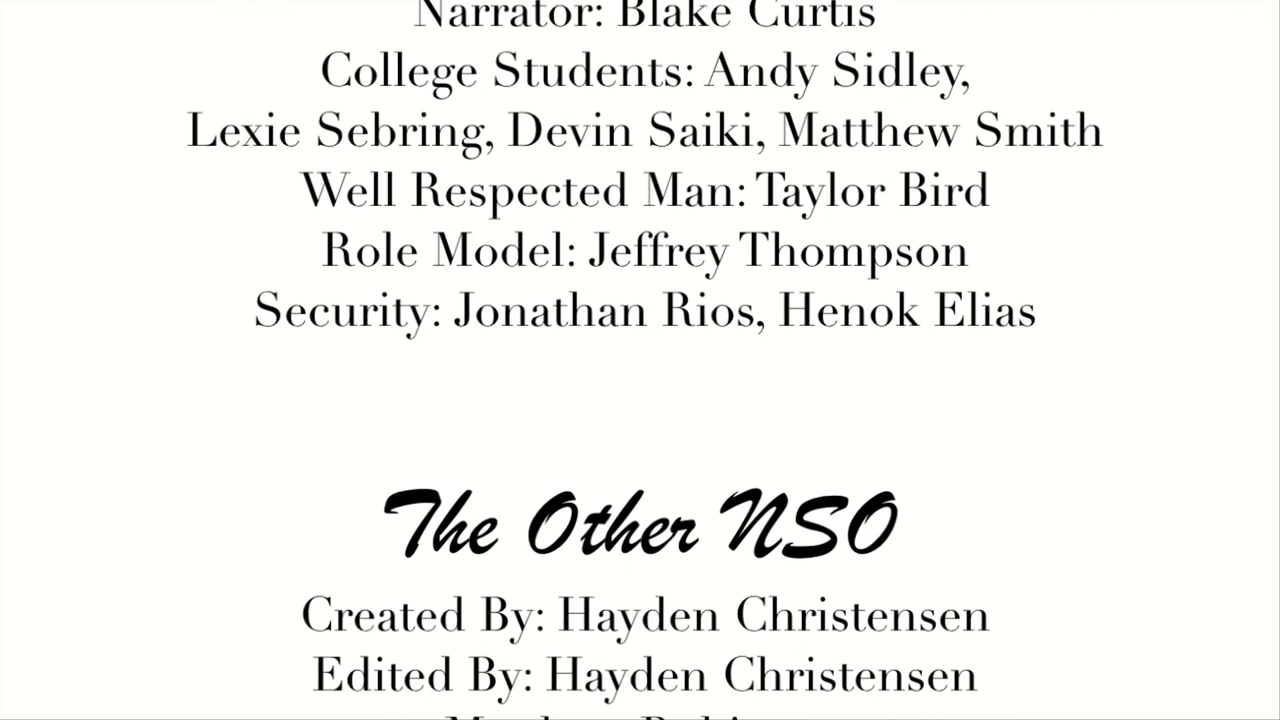 Narrator: Blake Curtis
College Students: Andy Sidley,
Lexie Sebring, Devin Saiki, Matthew Smith
Well Respected Man: Taylor Bird
Role Model: Jeffrey Thompson
Security: Jonathan Rios, Henok Elias
The Other NSO
Created By: Hayden Christensen
Edited By: Hayden Christensen